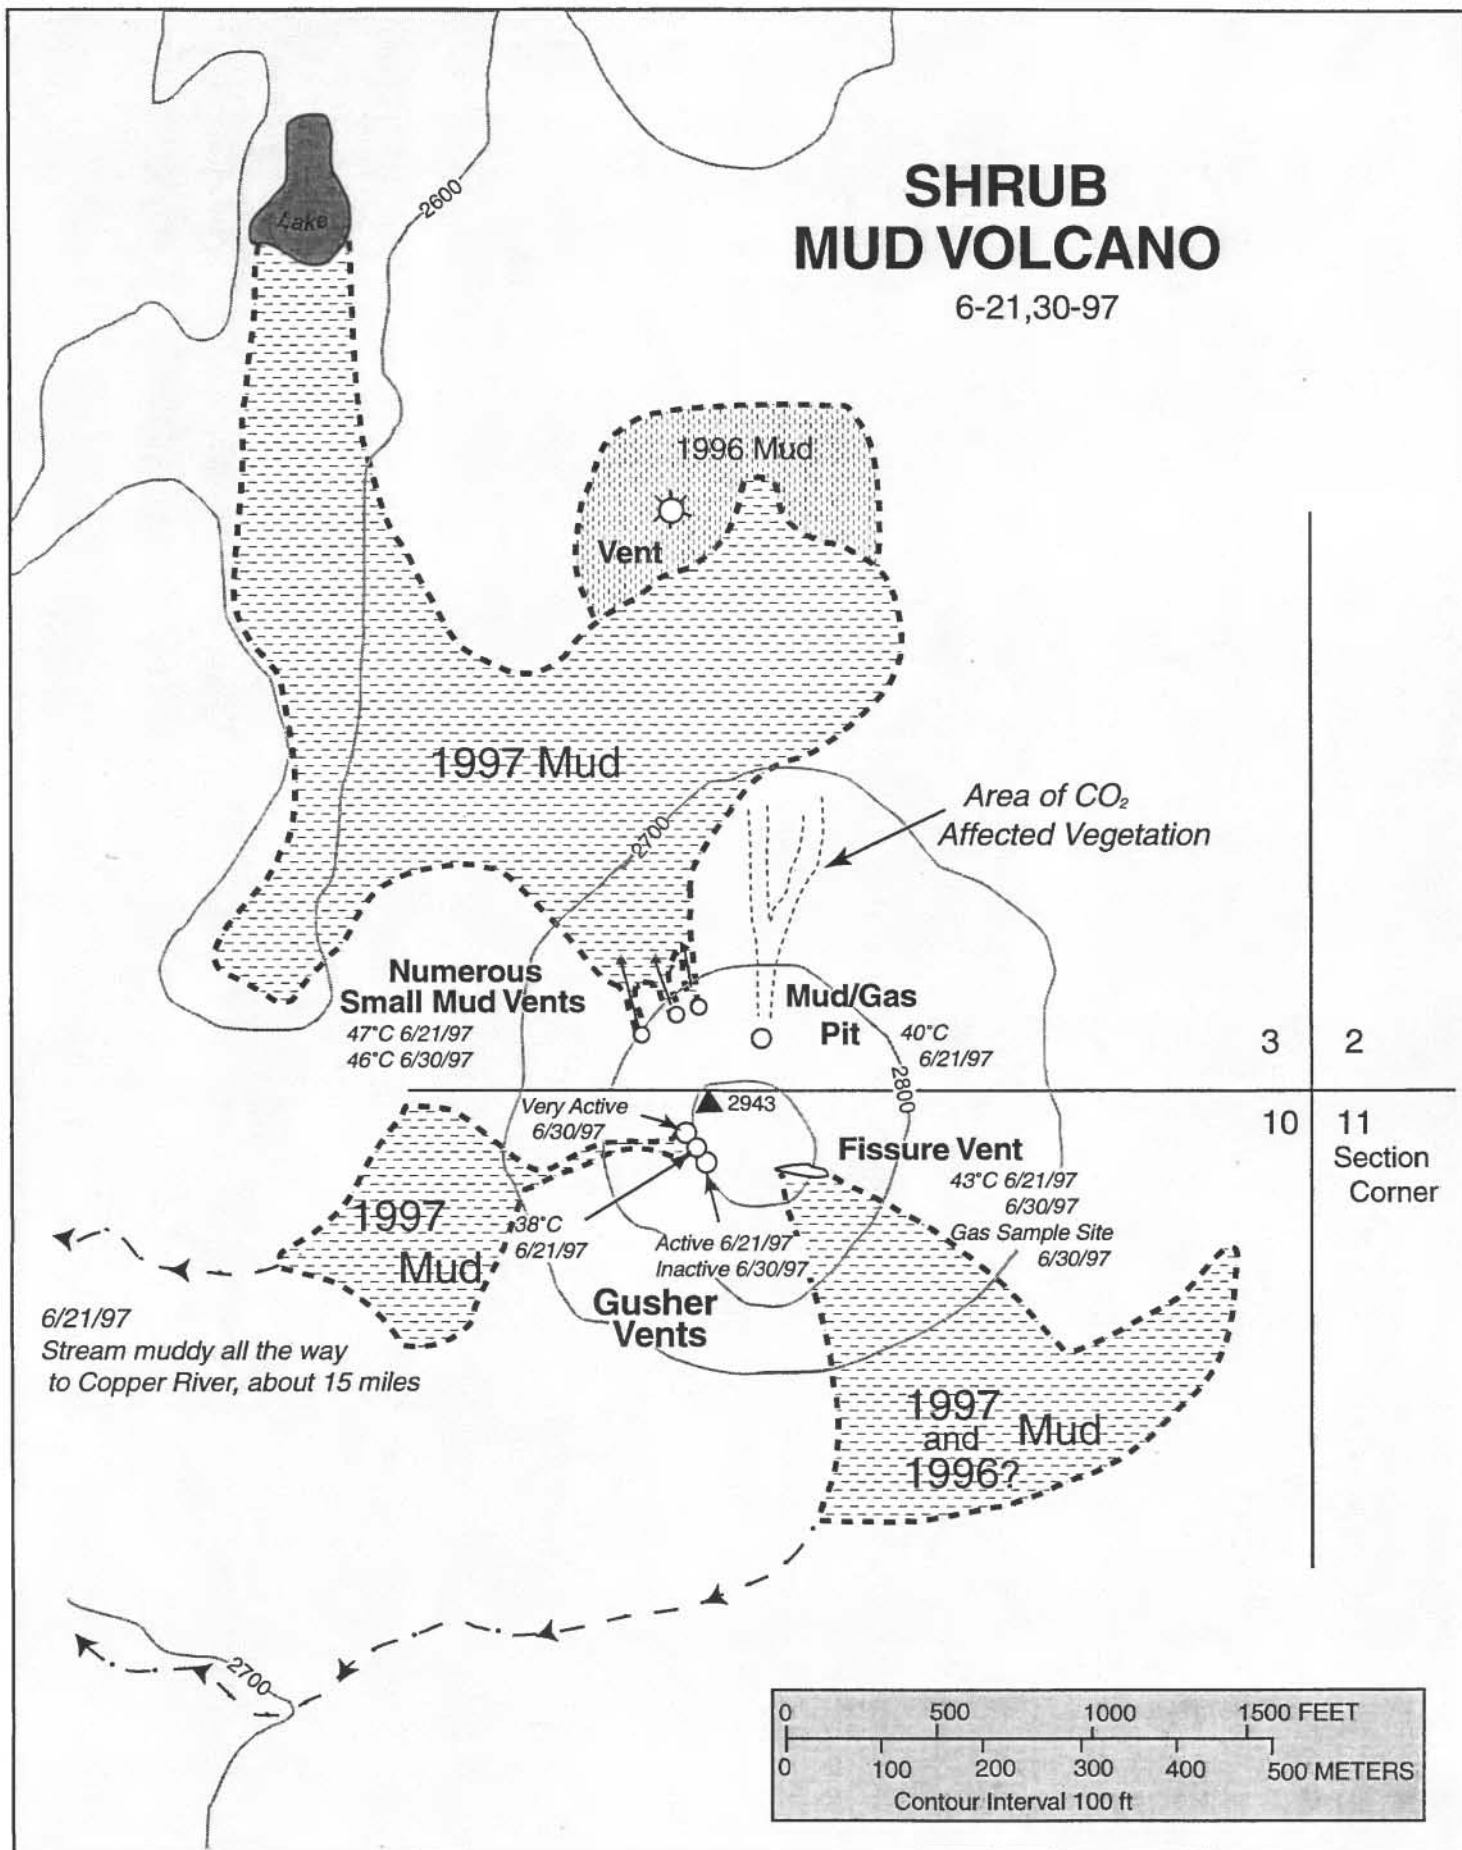 SHRUB
MUD VOLCANO
6-21,30-97
Lake
2600
1996 Mud
Vent
1997 Mud
2700
Area of CO₂
Affected Vegetation
Numerous
Small Mud Vents
47°C 6/21/97
46°C 6/30/97
Mud/Gas
Pit
40°C
6/21/97
3
2
2800
2943
Very Active
6/30/97
10
11
Section
Corner
Fissure Vent
43°C 6/21/97
6/30/97
Gas Sample Site
6/30/97
1997
Mud
38°C
6/21/97
Active 6/21/97
Inactive 6/30/97
Gusher
Vents
6/21/97
Stream muddy all the way
to Copper River, about 15 miles
1997
and
1996?
Mud
2700
0 500 1000 1500 FEET
0 100 200 300 400 500 METERS
Contour Interval 100 ft